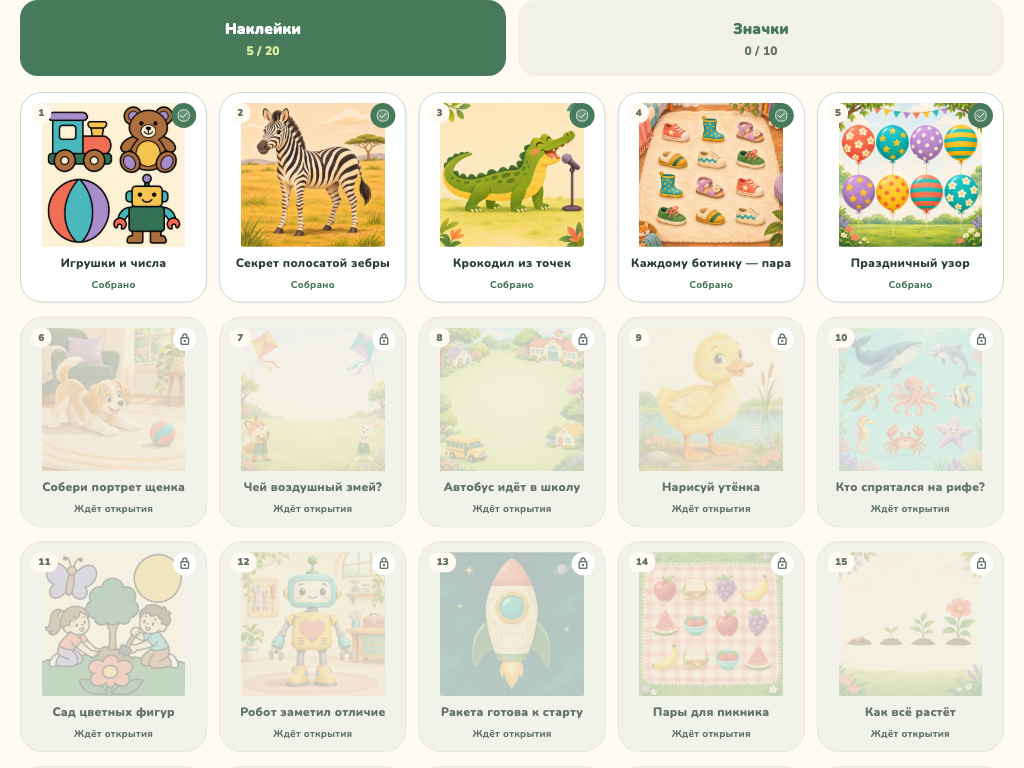 Наклейки
5 / 20
Значки
0 / 10
1
Игрушки и числа
Собрано
2
Секрет полосатой зебры
Собрано
3
Крокодил из точек
Собрано
4
Каждому ботинку — пара
Собрано
5
Праздничный узор
Собрано
6
Собери портрет щенка
Ждёт открытия
7
Чей воздушный змей?
Ждёт открытия
8
Автобус идёт в школу
Ждёт открытия
9
Нарисуй утёнка
Ждёт открытия
10
Кто спрятался на рифе?
Ждёт открытия
11
Сад цветных фигур
Ждёт открытия
12
Робот заметил отличие
Ждёт открытия
13
Ракета готова к старту
Ждёт открытия
14
Пары для пикника
Ждёт открытия
15
Как всё растёт
Ждёт открытия